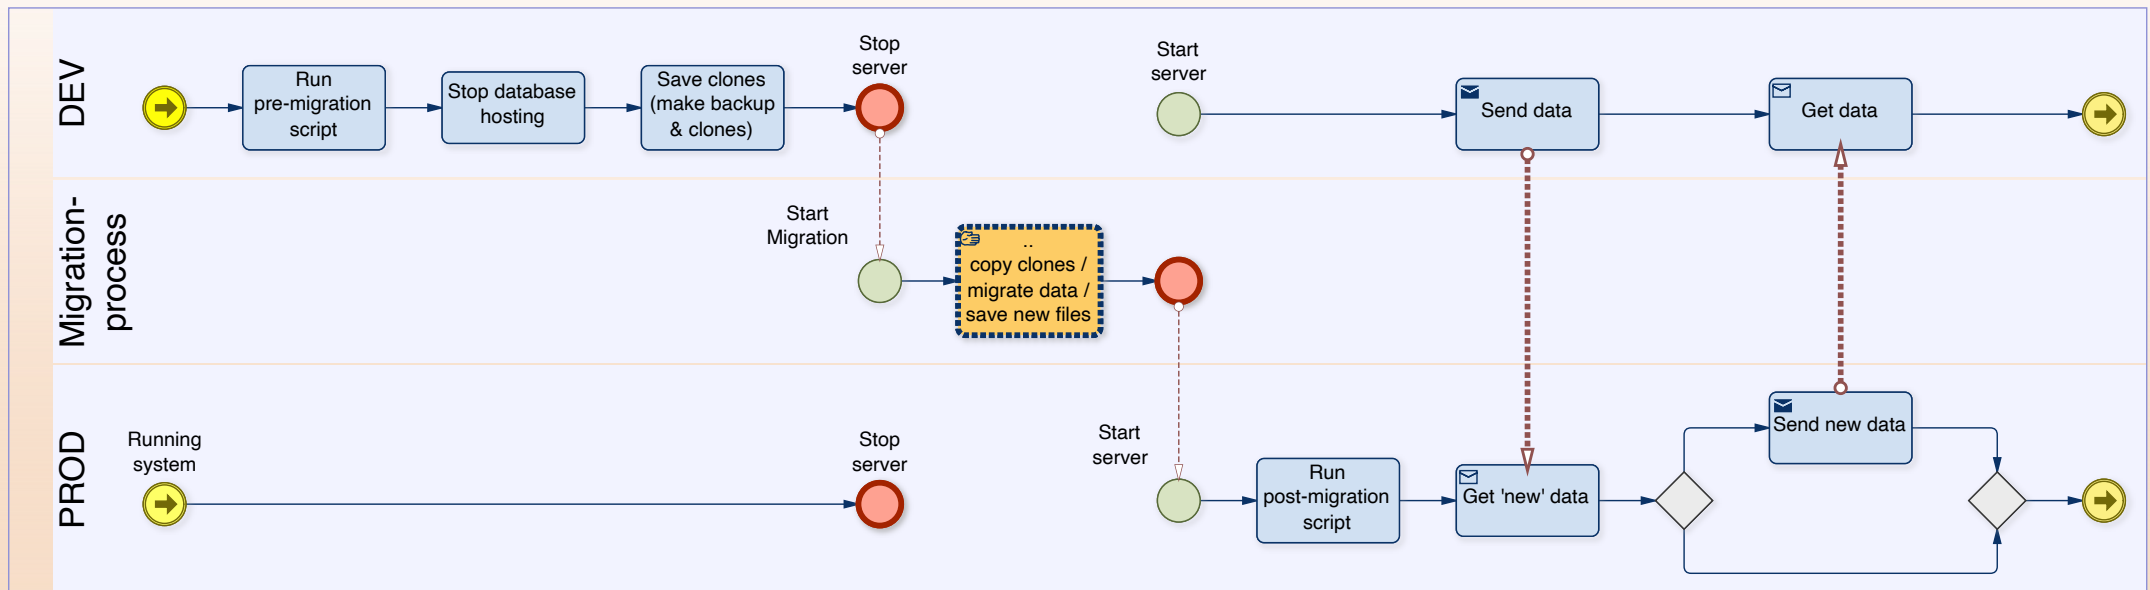 DEV
Run
pre-migration
script
Stop database
hosting
Save clones
(make backup
& clones)
Stop
server
Start
server
Send data
Get data
Migration-
process
Start
Migration
..
copy clones /
migrate data /
save new files
PROD
Running
system
Stop
server
Start
server
Run
post-migration
script
Get 'new' data
Send new data